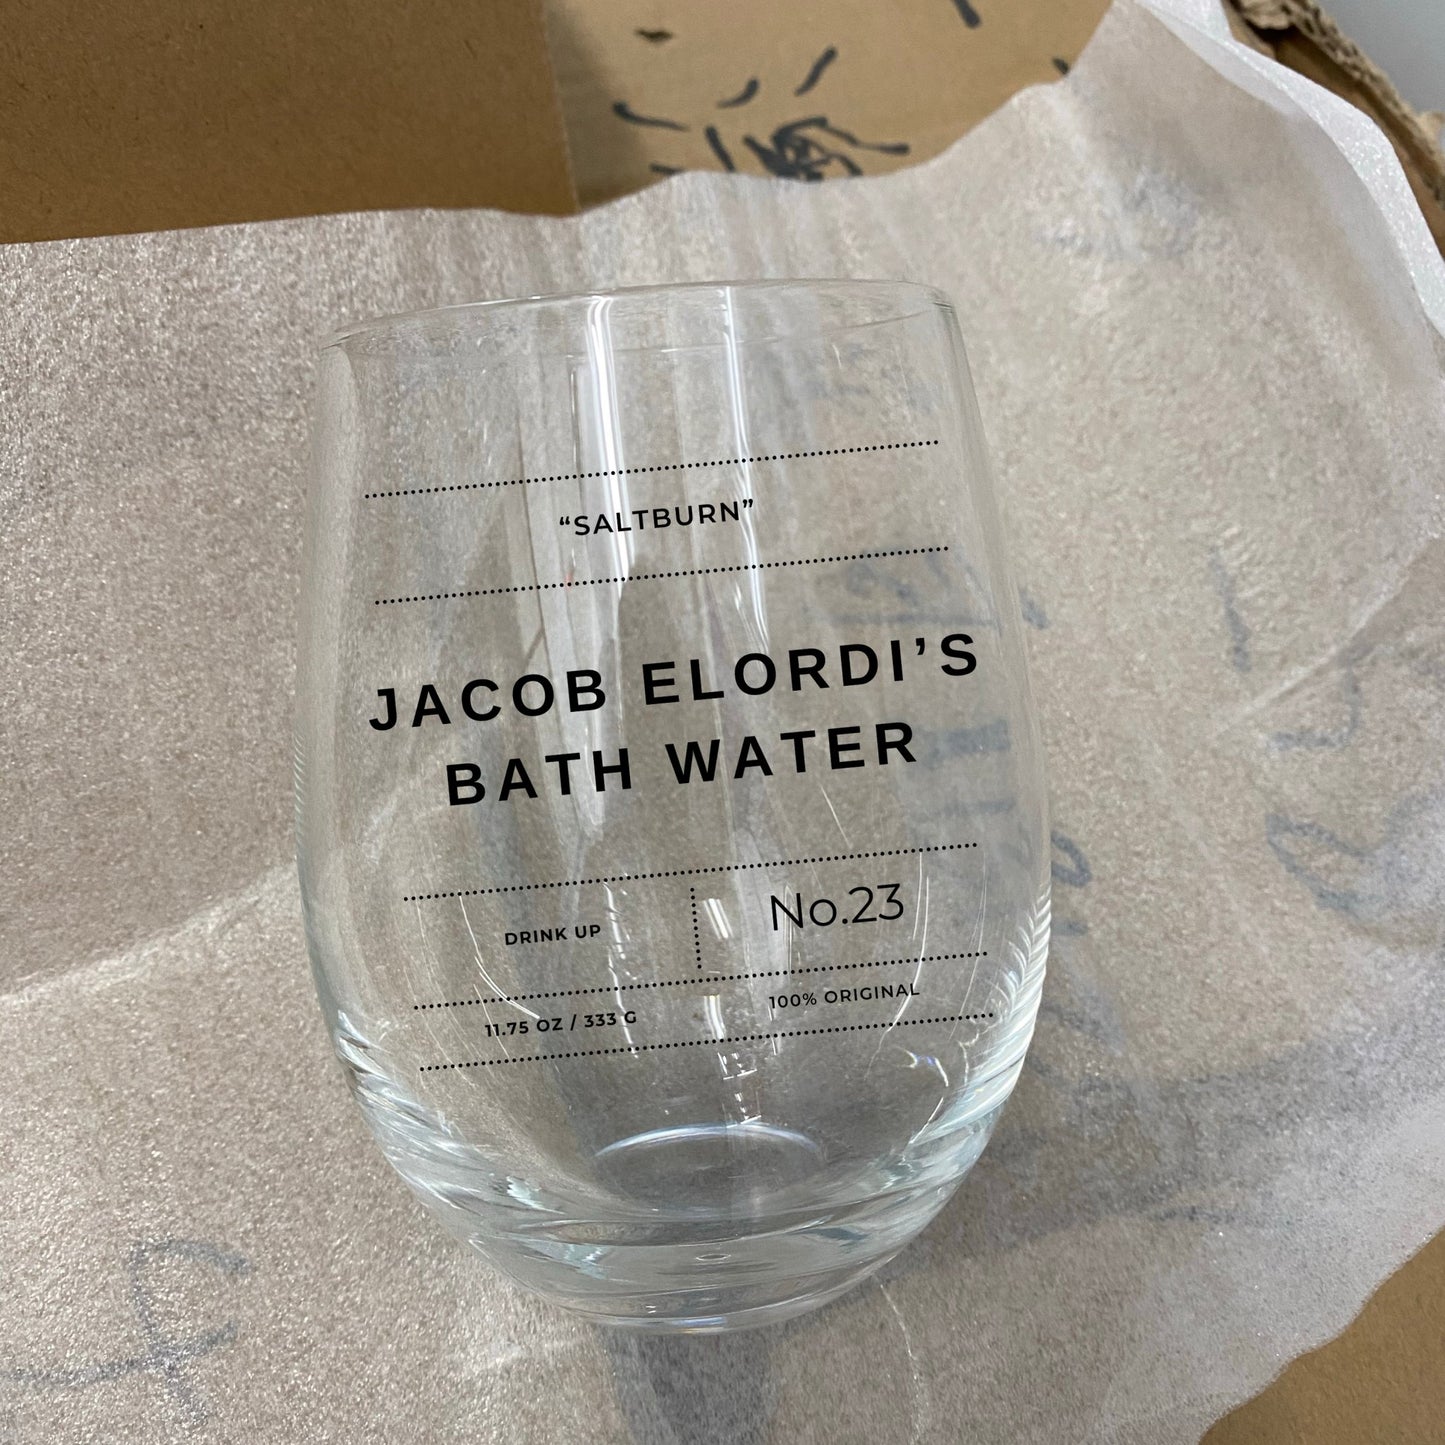 “SALTBURN”
JACOB ELORDI’S
BATH WATER
DRINK UP
No.23
11.75 OZ / 333 G
100% ORIGINAL